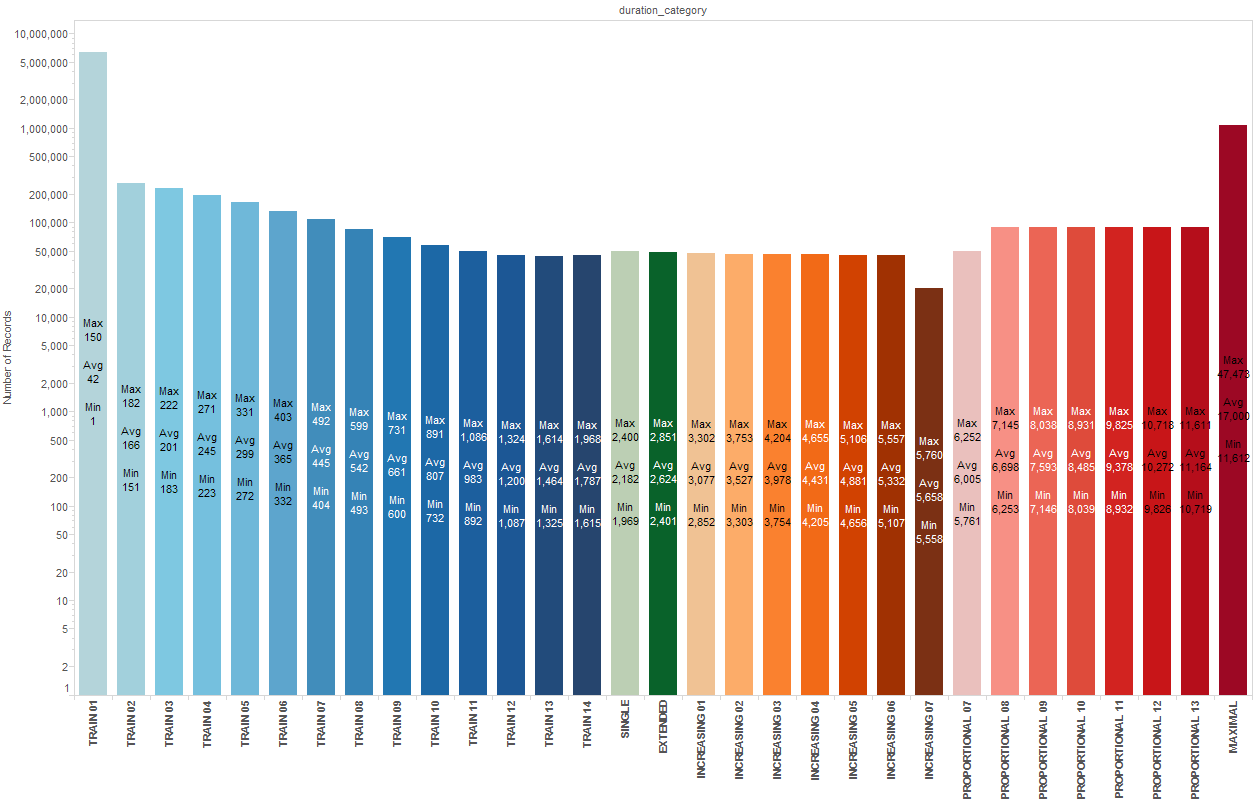 duration_category
Number of Records
10,000,000
5,000,000
2,000,000
1,000,000
500,000
200,000
100,000
50,000
20,000
10,000
5,000
2,000
1,000
500
200
100
50
20
10
5
2
1
Max
150
Avg
42
Min
1
Max
182
Avg
166
Min
151
Max
222
Avg
201
Min
183
Max
271
Avg
245
Min
223
Max
331
Avg
299
Min
272
Max
403
Avg
365
Min
332
Max
492
Avg
445
Min
404
Max
599
Avg
542
Min
493
Max
731
Avg
661
Min
600
Max
891
Avg
807
Min
732
Max
1,086
Avg
983
Min
892
Max
1,324
Avg
1,200
Min
1,087
Max
1,614
Avg
1,464
Min
1,325
Max
1,968
Avg
1,787
Min
1,615
Max
2,400
Avg
2,182
Min
1,969
Max
2,851
Avg
2,624
Min
2,401
Max
3,302
Avg
3,077
Min
2,852
Max
3,753
Avg
3,527
Min
3,303
Max
4,204
Avg
3,978
Min
3,754
Max
4,655
Avg
4,431
Min
4,205
Max
5,106
Avg
4,881
Min
4,656
Max
5,557
Avg
5,332
Min
5,107
Max
5,760
Avg
5,658
Min
5,558
Max
6,252
Avg
6,005
Min
5,761
Max
7,145
Avg
6,698
Min
6,253
Max
8,038
Avg
7,593
Min
7,146
Max
8,931
Avg
8,485
Min
8,039
Max
9,825
Avg
9,378
Min
8,932
Max
10,718
Avg
10,272
Min
9,826
Max
11,611
Avg
11,164
Min
10,719
Max
47,473
Avg
Min
11,612
TRAIN 01
TRAIN 02
TRAIN 03
TRAIN 04
TRAIN 05
TRAIN 06
TRAIN 07
TRAIN 08
TRAIN 09
TRAIN 10
TRAIN 11
TRAIN 12
TRAIN 13
TRAIN 14
SINGLE
EXTENDED
INCREASING 01
INCREASING 02
INCREASING 03
INCREASING 04
INCREASING 05
INCREASING 06
INCREASING 07
PROPORTIONAL 07
PROPORTIONAL 08
PROPORTIONAL 09
PROPORTIONAL 10
PROPORTIONAL 11
PROPORTIONAL 12
PROPORTIONAL 13
MAXIMAL